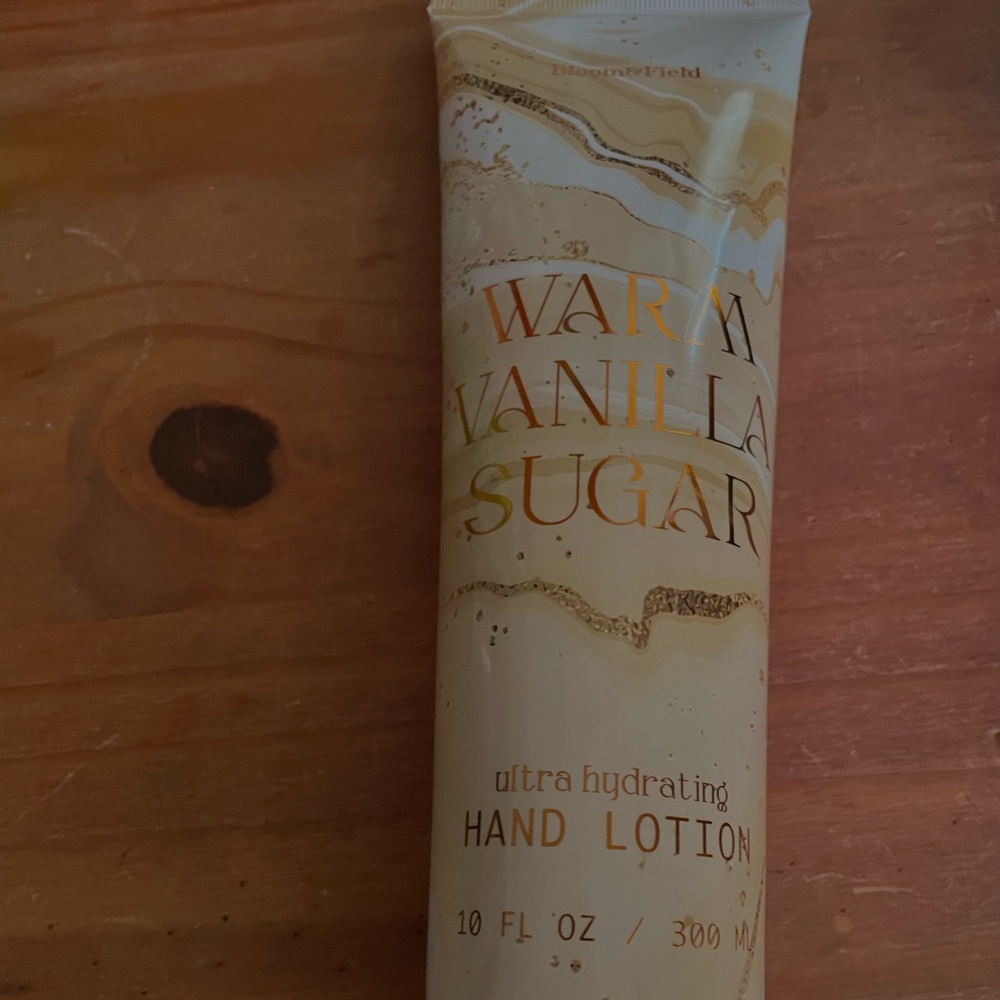 Bloom&Field
WARM
VANILLA
SUGAR
ultra hydrating
HAND LOTION
10 FL OZ / 300 ML